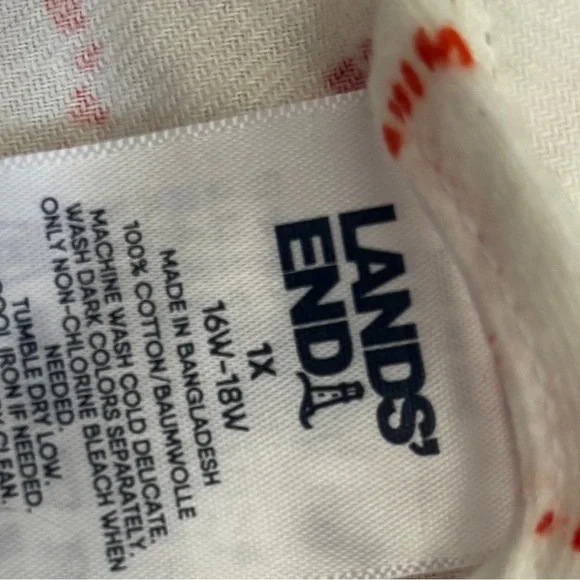 LANDS'
END
1X
16W-18W
MADE IN BANGLADESH
100% COTTON/BAUMWOLLE
MACHINE WASH COLD DELICATE.
WASH DARK COLORS SEPARATELY.
ONLY NON-CHLORINE BLEACH WHEN
NEEDED.
TUMBLE DRY LOW.
IRON IF NEEDED.
CLEAN.